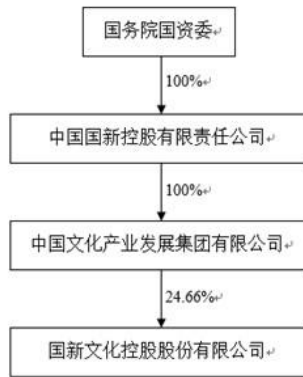 国务院国资委
100%
中国国新控股有限责任公司
100%
中国文化产业发展集团有限公司
24.66%
国新文化控股股份有限公司